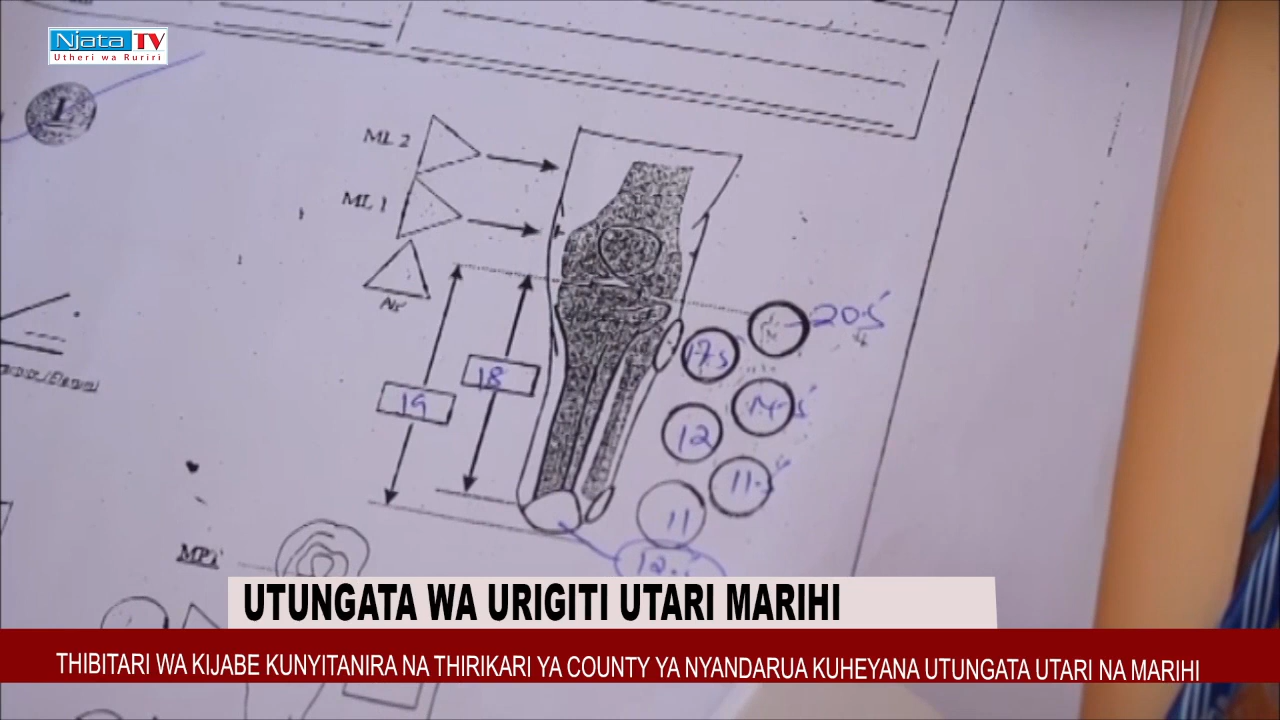 Njata TV
Utheri wa Ruriri
L
ML 2
ML 1
20.5
17.5
18
19
14.5
12
11.5
11
UTUNGATA WA URIGITI UTARI MARIHI
THIBITARI WA KIJABE KUNYITANIRA NA THIRIKARI YA COUNTY YA NYANDARUA KUHEYANA UTUNGATA UTARI NA MARIHI